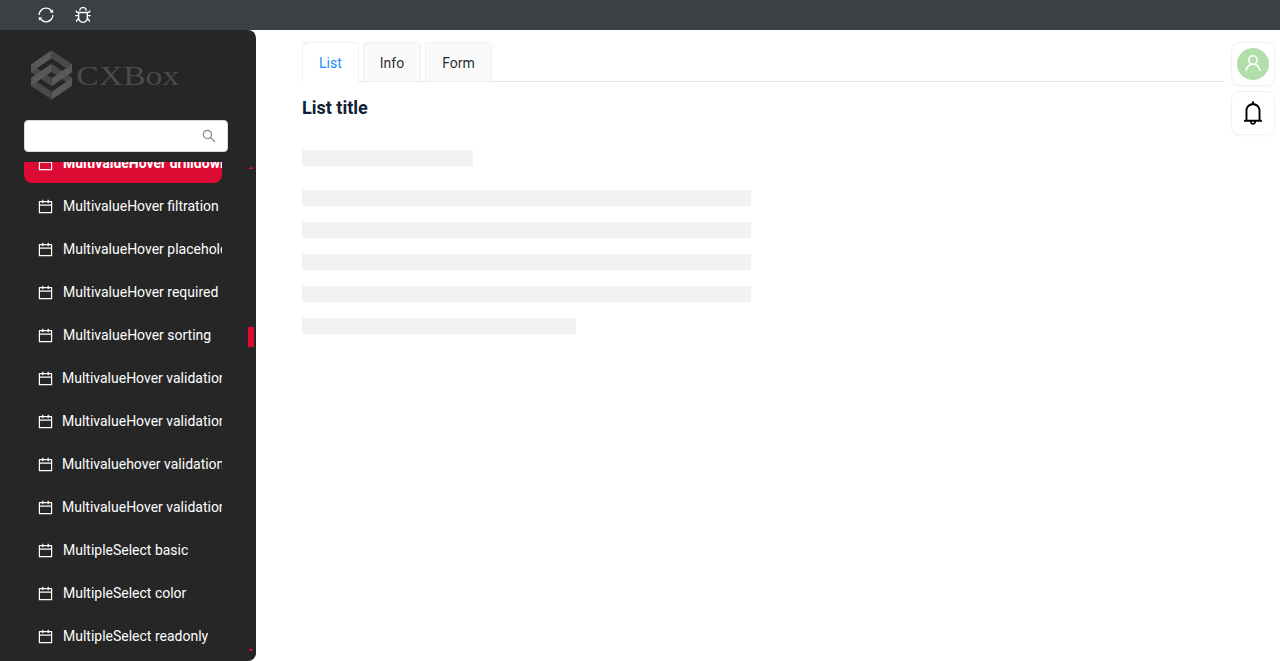 CXBox
List
Info
Form
List title
MultivalueHover drilldown
MultivalueHover filtration
MultivalueHover placehol
MultivalueHover required
MultivalueHover sorting
MultivalueHover validation
MultivalueHover validation
Multivaluehover validation
MultivalueHover validation
MultipleSelect basic
MultipleSelect color
MultipleSelect readonly